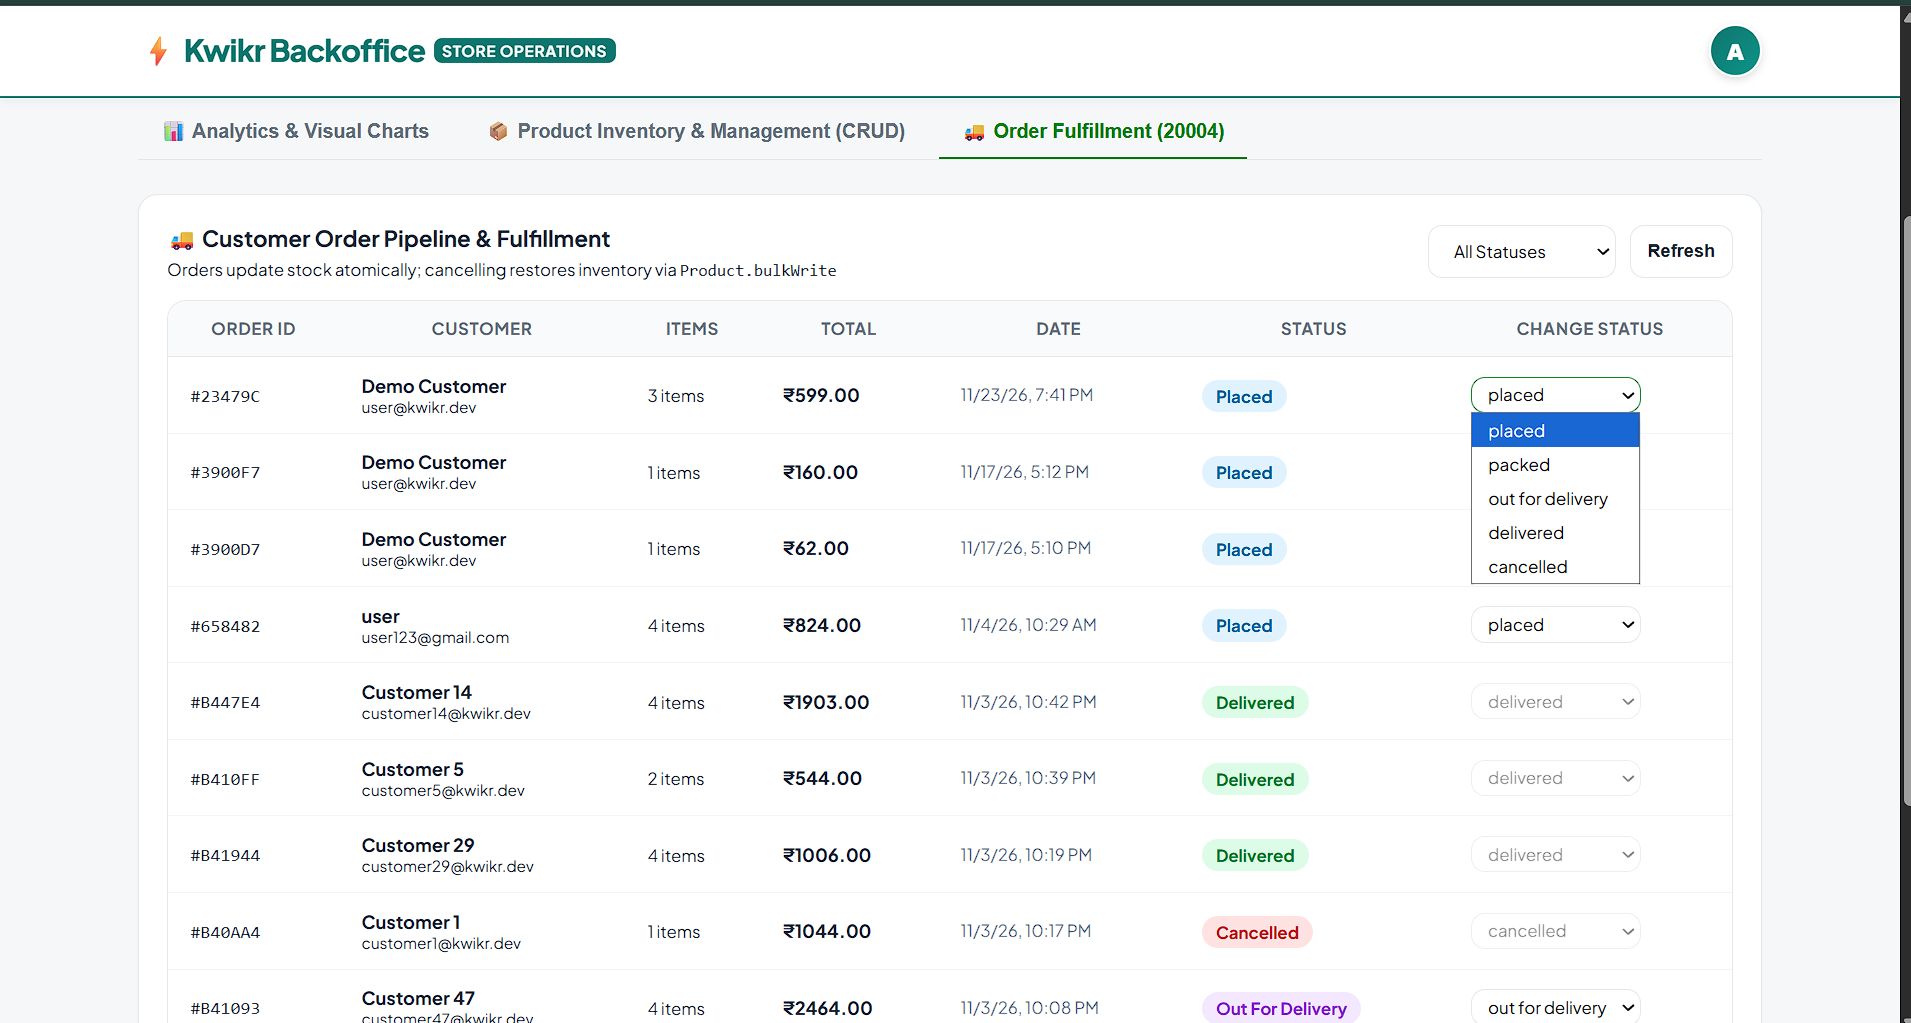 Kwikr Backoffice STORE OPERATIONS
A
Analytics & Visual Charts
Product Inventory & Management (CRUD)
Order Fulfillment (20004)
Customer Order Pipeline & Fulfillment
Orders update stock atomically; cancelling restores inventory via Product.bulkWrite
All Statuses
Refresh
ORDER ID CUSTOMER ITEMS TOTAL DATE STATUS CHANGE STATUS
#23479C Demo Customer 3 items ₹599.00 11/23/26, 7:41 PM Placed placed
user@kwikr.dev
placed
packed
out for delivery
delivered
cancelled
#3900F7 Demo Customer 1 items ₹160.00 11/17/26, 5:12 PM Placed
user@kwikr.dev
#3900D7 Demo Customer 1 items ₹62.00 11/17/26, 5:10 PM Placed
user@kwikr.dev
#658482 user 4 items ₹824.00 11/4/26, 10:29 AM Placed placed
user123@gmail.com
#B447E4 Customer 14 4 items ₹1903.00 11/3/26, 10:42 PM Delivered delivered
customer14@kwikr.dev
#B410FF Customer 5 2 items ₹544.00 11/3/26, 10:39 PM Delivered delivered
customer5@kwikr.dev
#B41944 Customer 29 4 items ₹1006.00 11/3/26, 10:19 PM Delivered delivered
customer29@kwikr.dev
#B40AA4 Customer 1 1 items ₹1044.00 11/3/26, 10:17 PM Cancelled cancelled
customer1@kwikr.dev
#B41093 Customer 47 4 items ₹2464.00 11/3/26, 10:08 PM Out For Delivery out for delivery
customer47@kwikr.dev